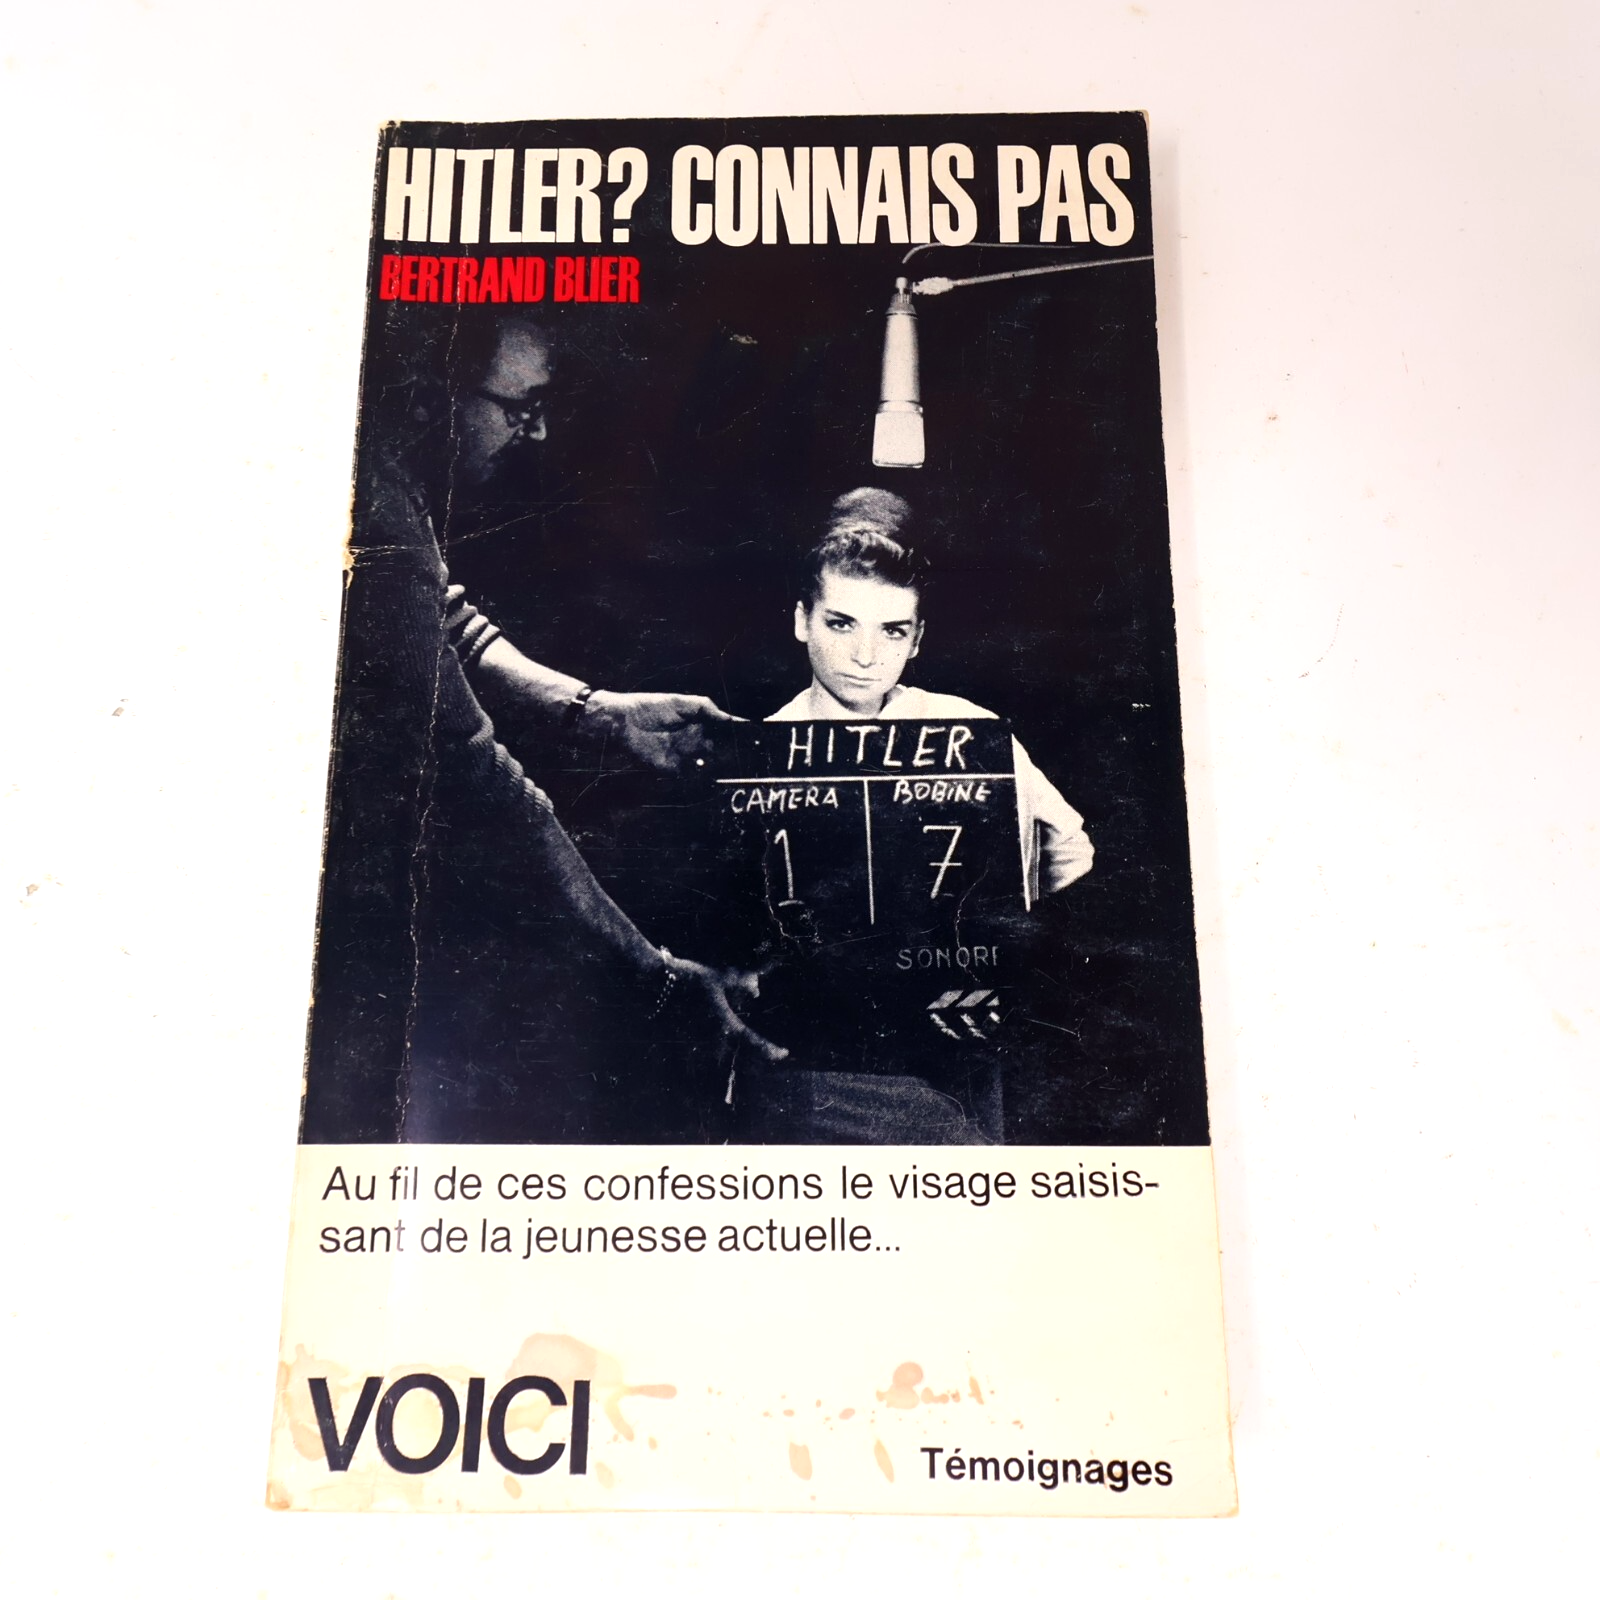 HITLER? CONNAIS PAS
BERTRAND BLIER
HITLER
CAMERA
BOBINE
1
7
SONORE
Au fil de ces confessions le visage saisis-
sant de la jeunesse actuelle...
VOICI
Témoignages